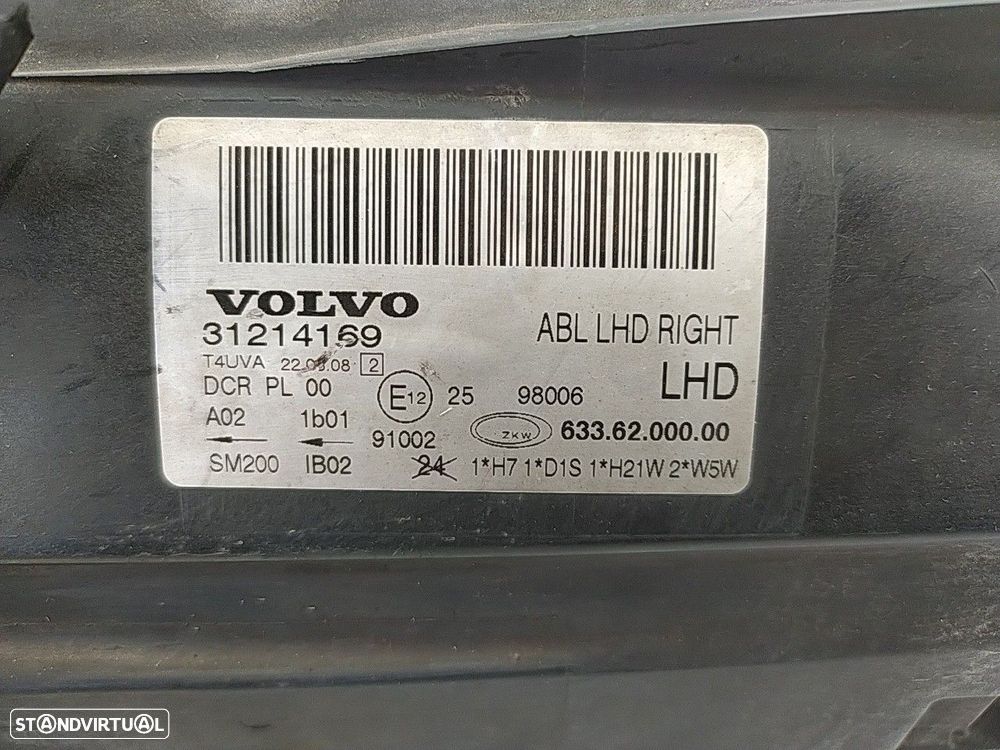 VOLVO
31214169
ABL LHD RIGHT
T4UVA 22.08.08 2
LHD
DCR PL 00
E12 25 98006
A02 1b01
91002
ZKW 633.62.000.00
SM200 IB02
24 1*H7 1*D1S 1*H21W 2*W5W
STANDVIRTUAL